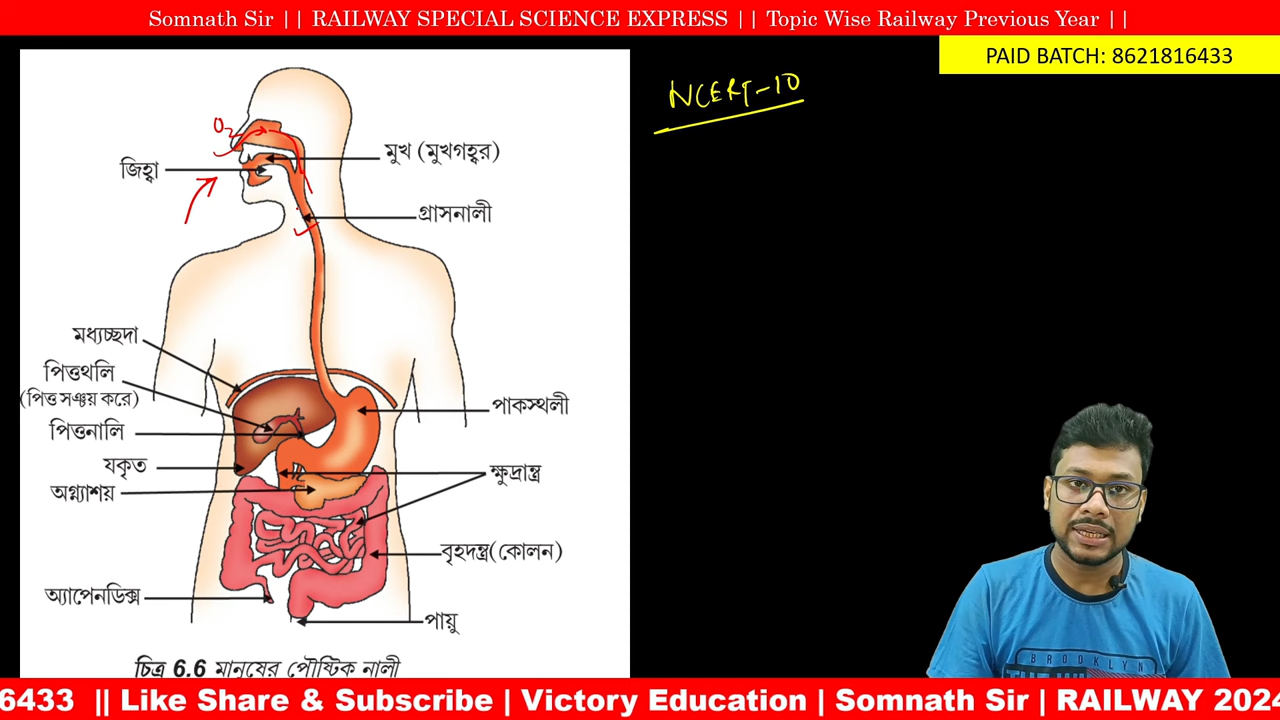 Somnath Sir || RAILWAY SPECIAL SCIENCE EXPRESS || Topic Wise Railway Previous Year ||
PAID BATCH: 8621816433
NCERT-10
O2
মুখ (মুখগহ্বর)
জিহ্বা
গ্রাসনালী
মধ্যচ্ছদা
পিত্তথলি
(পিত্ত সঞ্চয় করে)
পাকস্থলী
পিত্তনালি
যকৃত
ক্ষুদ্রান্ত্র
অগ্ন্যাশয়
বৃহদন্ত্র(কোলন)
অ্যাপেনডিক্স
পায়ু
চিত্র 6.6 মানুষের পৌষ্টিক নালী
BROOKLYN
6433 || Like Share & Subscribe | Victory Education | Somnath Sir | RAILWAY 2024